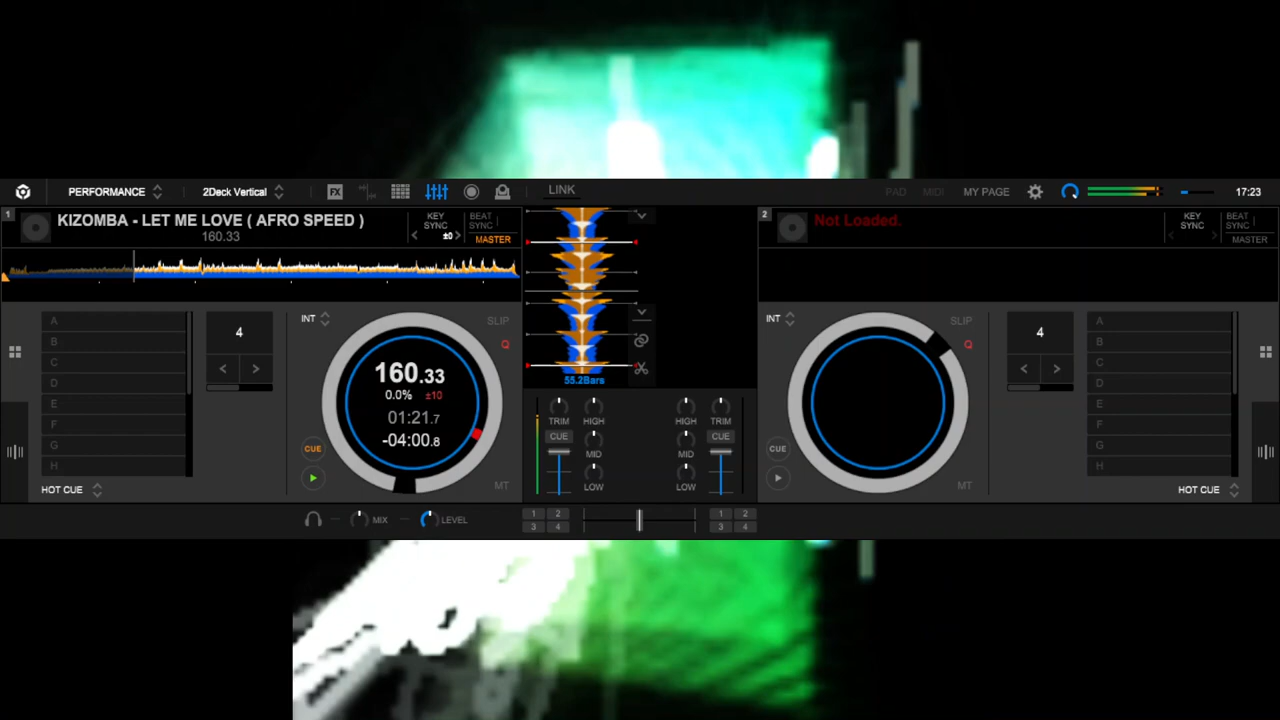 PERFORMANCE 2Deck Vertical FX LINK PAD MIDI MY PAGE 17:23
1 KIZOMBA - LET ME LOVE ( AFRO SPEED )
160.33
KEY SYNC ±0
BEAT SYNC
MASTER
2 Not Loaded.
KEY SYNC
BEAT SYNC
MASTER
A
B
C
D
E
F
G
H
HOT CUE
4
INT
SLIP
Q
160.33
0.0% ±10
01:21.7
-04:00.8
CUE
MT
55.2Bars
TRIM HIGH HIGH TRIM
CUE CUE
MID MID
LOW LOW
INT
SLIP
Q
CUE
MT
4
A
B
C
D
E
F
G
H
HOT CUE
MIX LEVEL
1 2
3 4
1 2
3 4